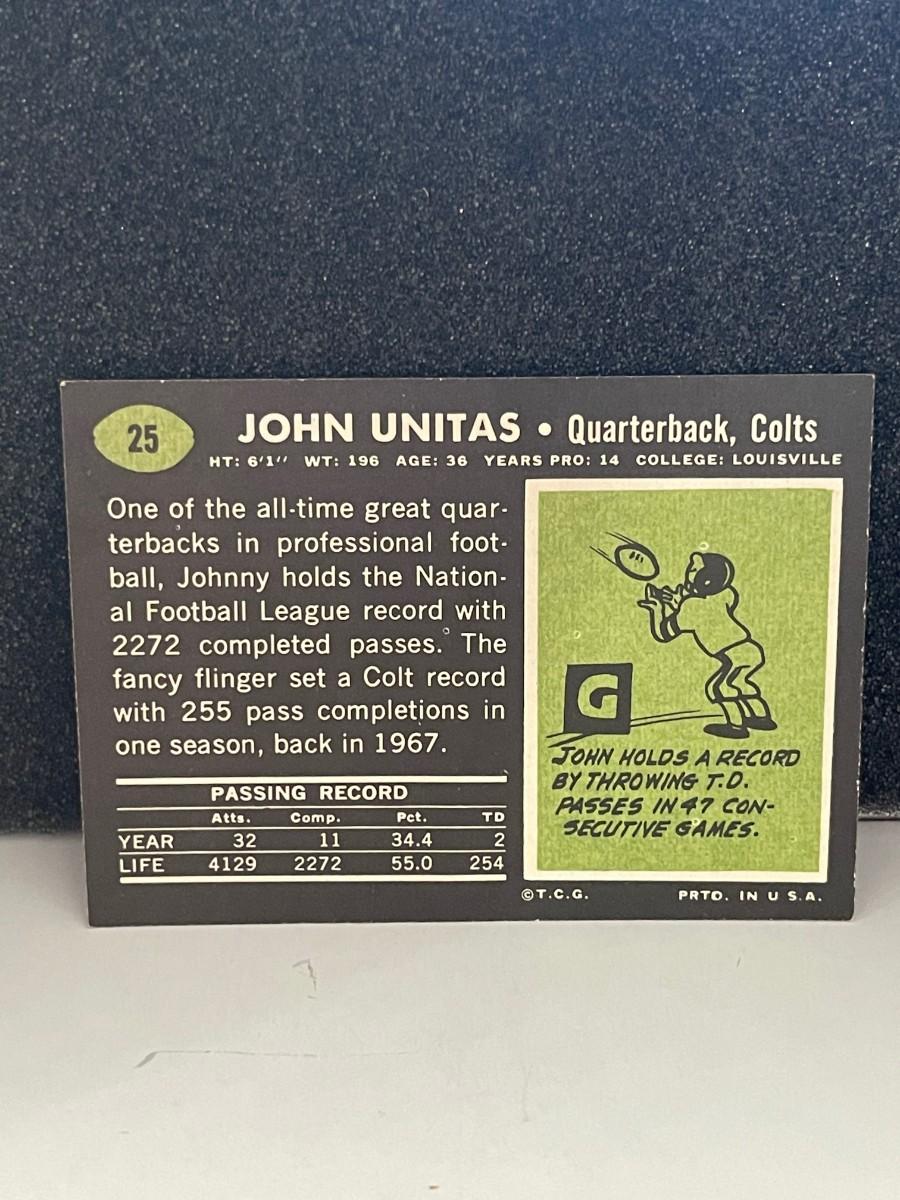 25
JOHN UNITAS • Quarterback, Colts
HT: 6'1'' WT: 196 AGE: 36 YEARS PRO: 14 COLLEGE: LOUISVILLE
One of the all-time great quar-
terbacks in professional foot-
ball, Johnny holds the Nation-
al Football League record with
2272 completed passes. The
fancy flinger set a Colt record
with 255 pass completions in
one season, back in 1967.
PASSING RECORD
Atts. Comp. Pct. TD
YEAR 32 11 34.4 2
LIFE 4129 2272 55.0 254
G
JOHN HOLDS A RECORD
BY THROWING T.D.
PASSES IN 47 CON-
SECUTIVE GAMES.
©T.C.G. PRTD. IN U S.A.